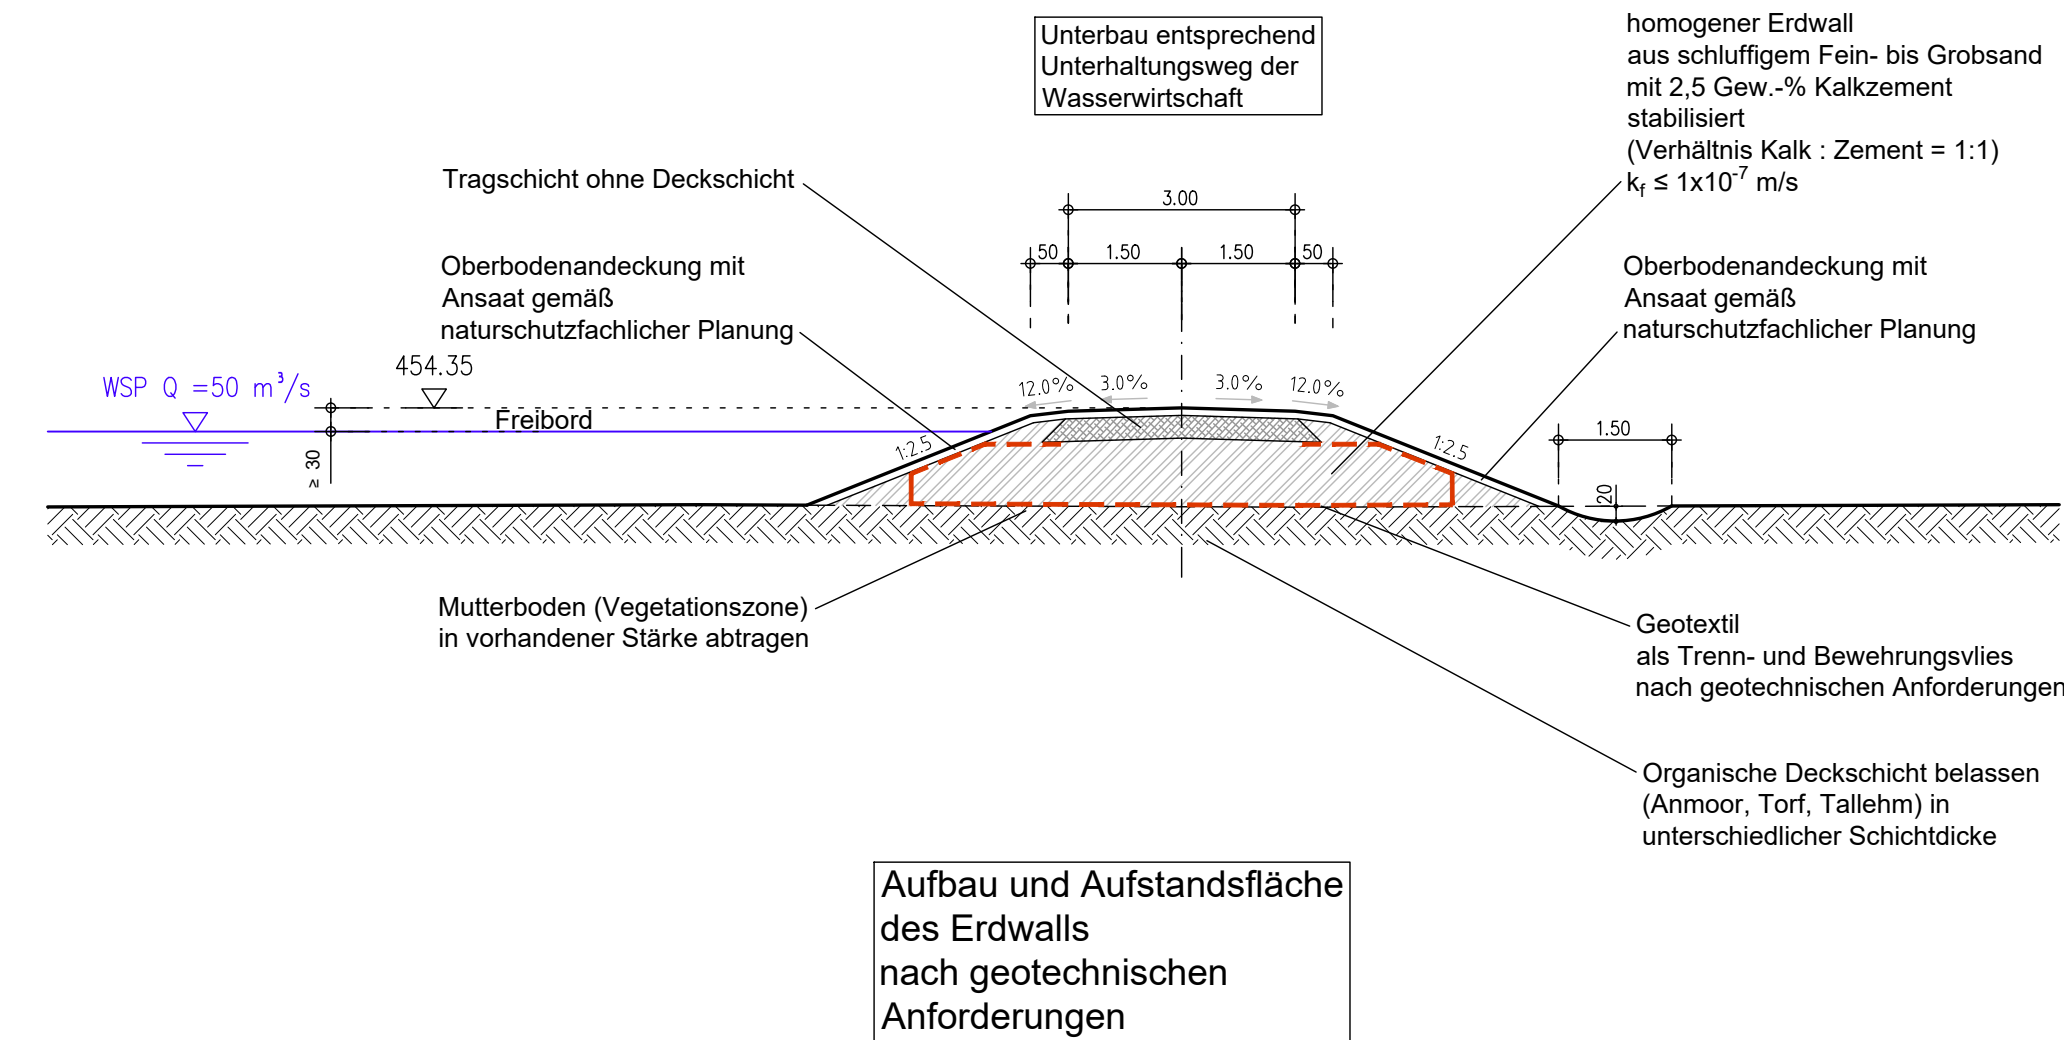 Unterbau entsprechend
Unterhaltungsweg der
Wasserwirtschaft
homogener Erdwall
aus schluffigem Fein- bis Grobsand
mit 2,5 Gew.-% Kalkzement
stabilisiert
(Verhältnis Kalk : Zement = 1:1)
k_f ≤ 1x10^-7 m/s
Tragschicht ohne Deckschicht
3.00
50 1.50 1.50 50
Oberbodenandeckung mit
Ansaat gemäß
naturschutzfachlicher Planung
Oberbodenandeckung mit
Ansaat gemäß
naturschutzfachlicher Planung
454.35
WSP Q =50 m³/s
12.0% 3.0% 3.0% 12.0%
Freibord
≥ 30
1:2.5
1:2.5
1.50
20
Mutterboden (Vegetationszone)
in vorhandener Stärke abtragen
Geotextil
als Trenn- und Bewehrungsvlies
nach geotechnischen Anforderungen
Organische Deckschicht belassen
(Anmoor, Torf, Tallehm) in
unterschiedlicher Schichtdicke
Aufbau und Aufstandsfläche
des Erdwalls
nach geotechnischen
Anforderungen